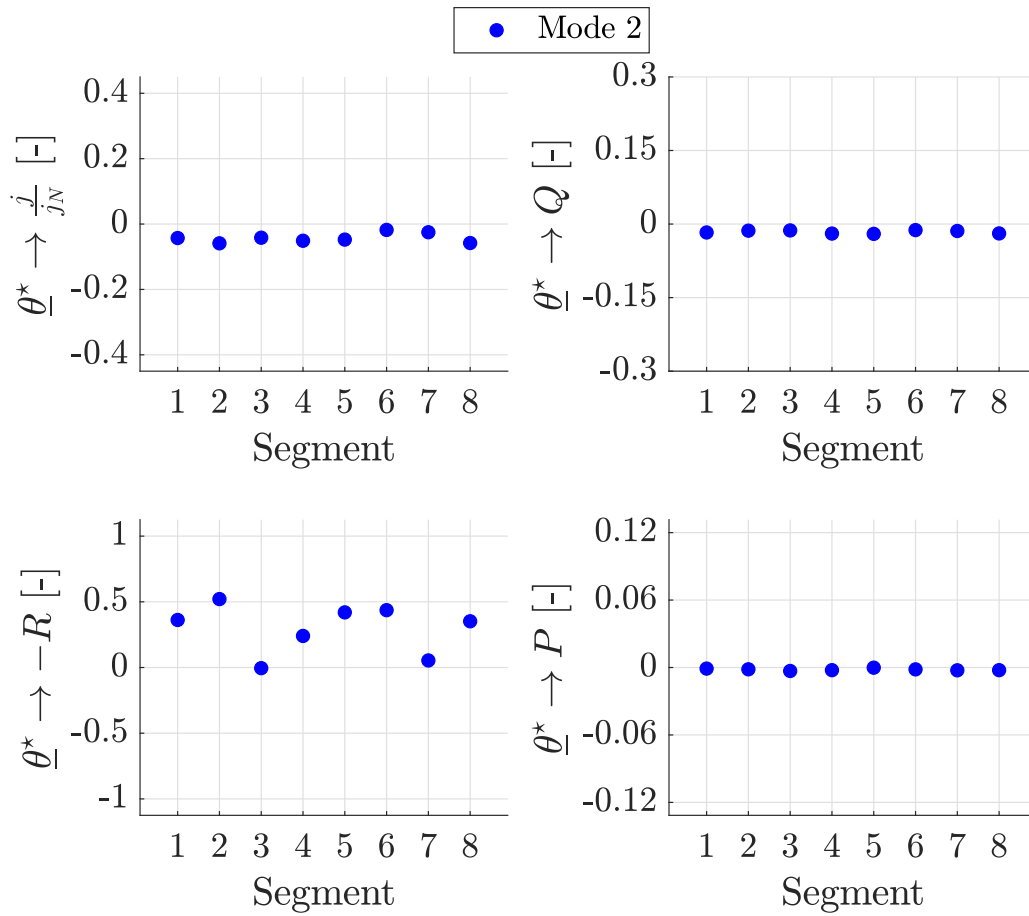 Mode 2
0.4
0.2
0
-0.2
-0.4
θ* → j/j_N [-]
1 2 3 4 5 6 7 8
Segment
0.3
0.15
0
-0.15
-0.3
θ* → Q [-]
1 2 3 4 5 6 7 8
Segment
1
0.5
0
-0.5
-1
θ* → −R [-]
1 2 3 4 5 6 7 8
Segment
0.12
0.06
0
-0.06
-0.12
θ* → P [-]
1 2 3 4 5 6 7 8
Segment